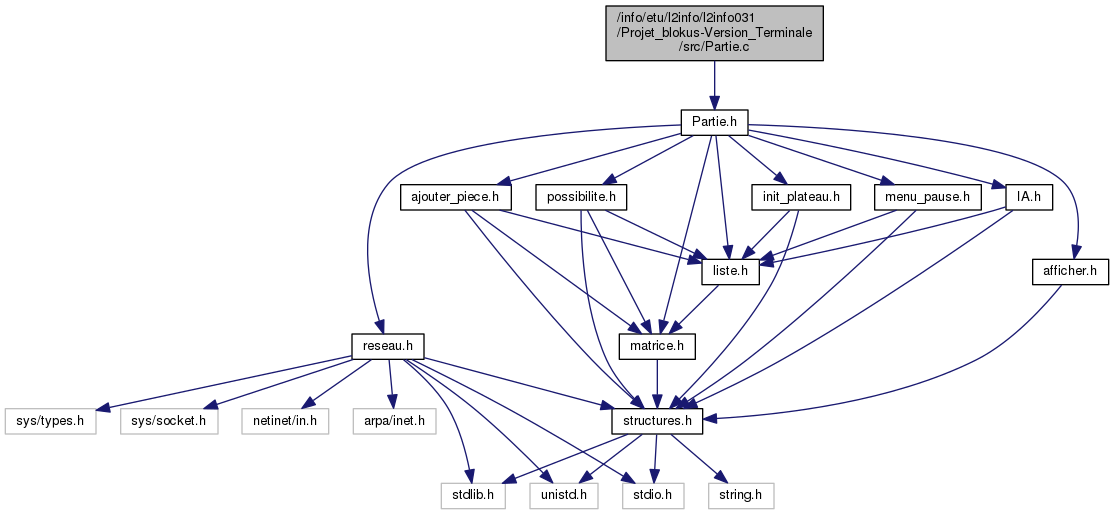 /info/etu/l2info/l2info031
/Projet_blokus-Version_Terminale
/src/Partie.c
Partie.h
ajouter_piece.h
possibilite.h
init_plateau.h
menu_pause.h
IA.h
liste.h
afficher.h
reseau.h
matrice.h
sys/types.h
sys/socket.h
netinet/in.h
arpa/inet.h
structures.h
stdlib.h
unistd.h
stdio.h
string.h